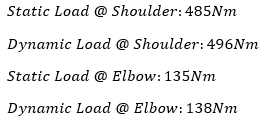 Static Load @ Shoulder: 485Nm
Dynamic Load @ Shoulder: 496Nm
Static Load @ Elbow: 135Nm
Dynamic Load @ Elbow: 138Nm